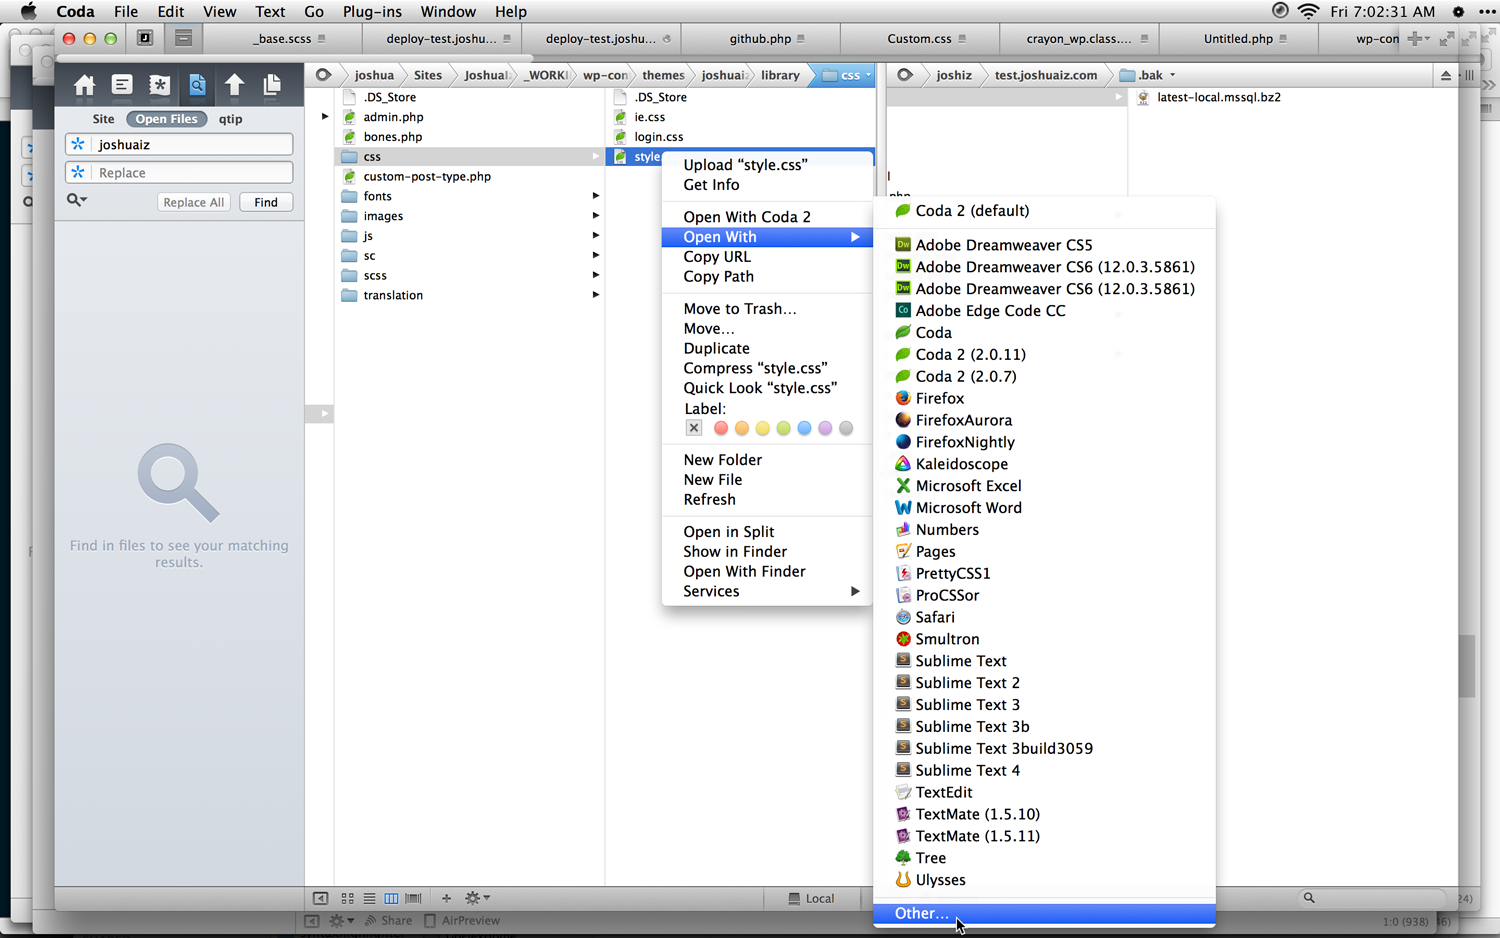 Coda File Edit View Text Go Plug-ins Window Help
Fri 7:02:31 AM
_base.scss
deploy-test.joshu...
deploy-test.joshu...
github.php
Custom.css
crayon_wp.class....
Untitled.php
wp-con
joshua Sites Joshuai _WORKI wp-con themes joshuaiz library css
joshiz test.joshuaiz.com .bak
Site Open Files qtip
joshuaiz
Replace
Replace All Find
Find in files to see your matching
results.
.DS_Store
admin.php
bones.php
css
custom-post-type.php
fonts
images
js
sc
scss
translation
.DS_Store
ie.css
login.css
style
latest-local.mssql.bz2
php
Upload “style.css”
Get Info
Open With Coda 2
Open With
Copy URL
Copy Path
Move to Trash...
Move...
Duplicate
Compress “style.css”
Quick Look “style.css”
Label:
New Folder
New File
Refresh
Open in Split
Show in Finder
Open With Finder
Services
Coda 2 (default)
Dw Adobe Dreamweaver CS5
Dw Adobe Dreamweaver CS6 (12.0.3.5861)
Dw Adobe Dreamweaver CS6 (12.0.3.5861)
Co Adobe Edge Code CC
Coda
Coda 2 (2.0.11)
Coda 2 (2.0.7)
Firefox
FirefoxAurora
FirefoxNightly
Kaleidoscope
Microsoft Excel
Microsoft Word
Numbers
Pages
PrettyCSS1
ProCSSor
Safari
Smultron
Sublime Text
Sublime Text 2
Sublime Text 3
Sublime Text 3b
Sublime Text 3build3059
Sublime Text 4
TextEdit
TextMate (1.5.10)
TextMate (1.5.11)
Tree
Ulysses
Other...
Local
24)
Share AirPreview
1:0 (938) 46)